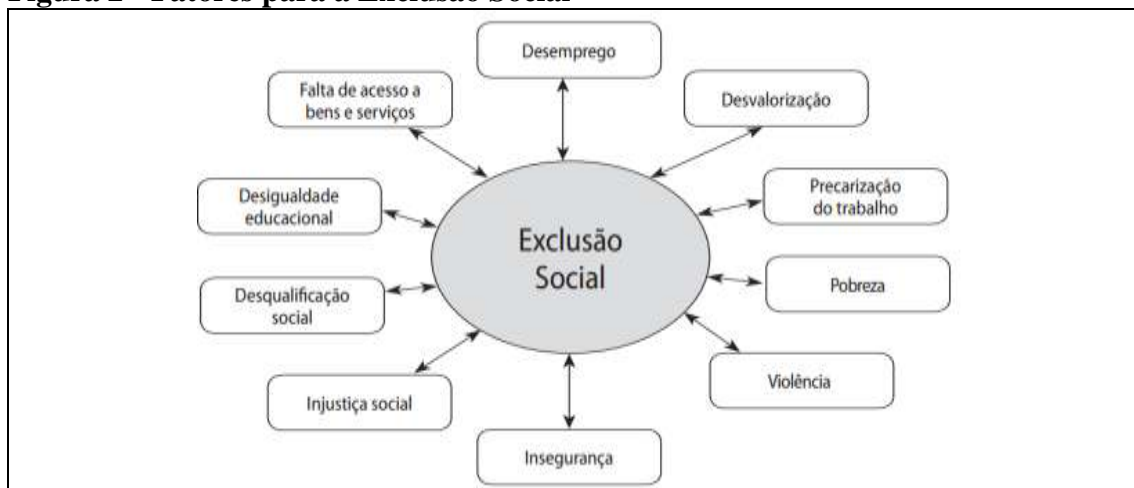 Figura 2 - Fatores para a Exclusão Social
Desemprego
Falta de acesso a
bens e serviços
Desvalorização
Desigualdade
educacional
Precarização
do trabalho
Exclusão
Social
Desqualificação
social
Pobreza
Injustiça social
Violência
Insegurança